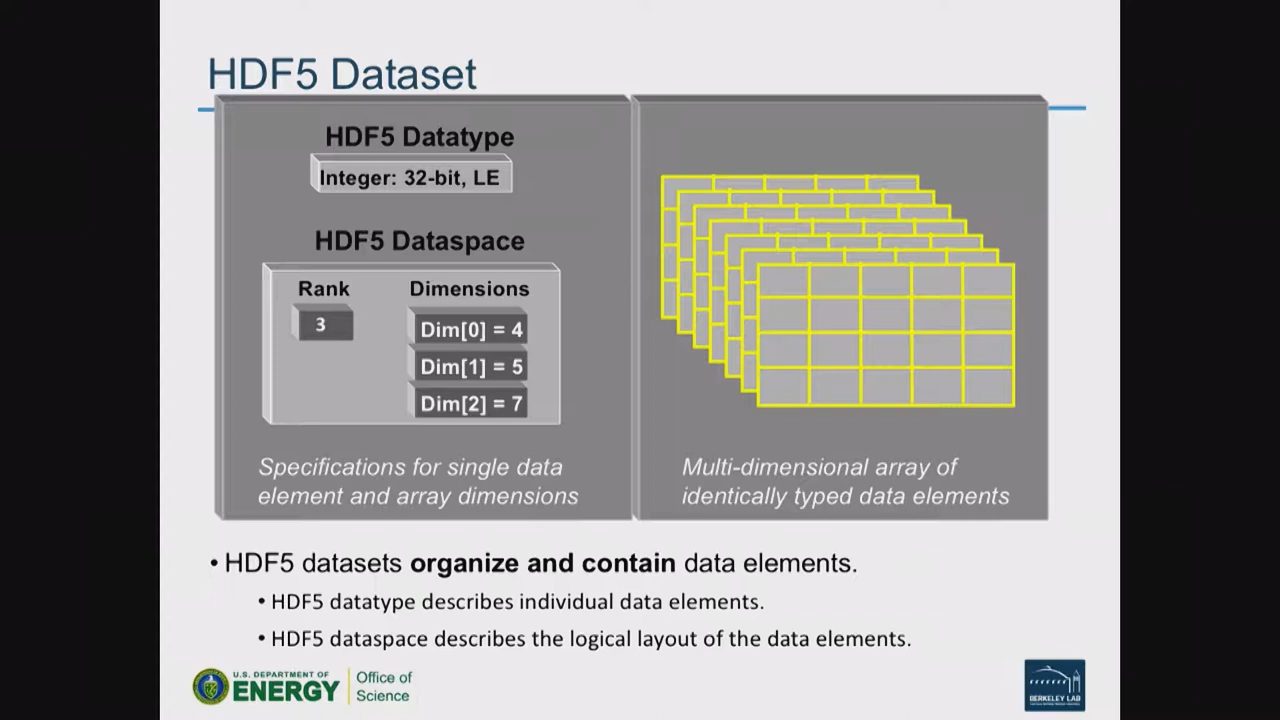 HDF5 Dataset
HDF5 Datatype
Integer: 32-bit, LE
HDF5 Dataspace
Rank
3
Dimensions
Dim[0] = 4
Dim[1] = 5
Dim[2] = 7
Specifications for single data
element and array dimensions
Multi-dimensional array of
identically typed data elements
• HDF5 datasets organize and contain data elements.
• HDF5 datatype describes individual data elements.
• HDF5 dataspace describes the logical layout of the data elements.
U.S. DEPARTMENT OF
ENERGY
Office of
Science
BERKELEY LAB